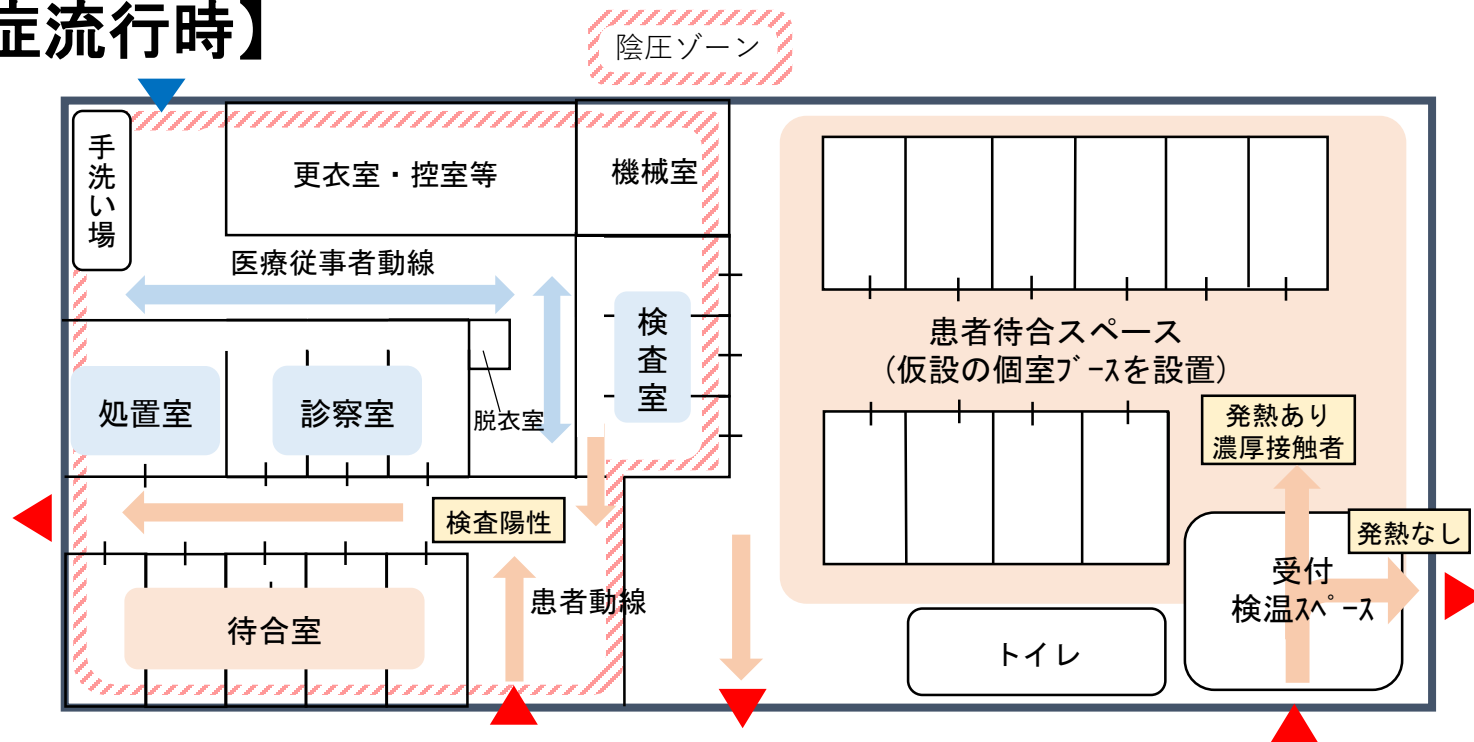 症流行時】
陰圧ゾーン
手洗い場
更衣室・控室等
機械室
医療従事者動線
検査室
処置室
診察室
脱衣室
患者待合スペース
（仮設の個室ﾌﾞｰｽを設置）
発熱あり
濃厚接触者
検査陽性
発熱なし
受付
検温ｽﾍﾟｰｽ
患者動線
待合室
トイレ